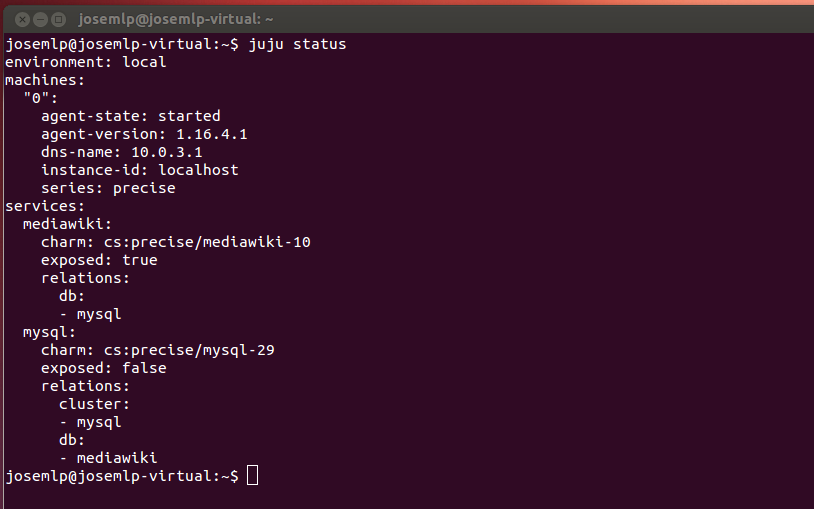 josemlp@josemlp-virtual: ~
josemlp@josemlp-virtual:~$ juju status
environment: local
machines:
  "0":
    agent-state: started
    agent-version: 1.16.4.1
    dns-name: 10.0.3.1
    instance-id: localhost
    series: precise
services:
  mediawiki:
    charm: cs:precise/mediawiki-10
    exposed: true
    relations:
      db:
      - mysql
  mysql:
    charm: cs:precise/mysql-29
    exposed: false
    relations:
      cluster:
      - mysql
      db:
      - mediawiki
josemlp@josemlp-virtual:~$